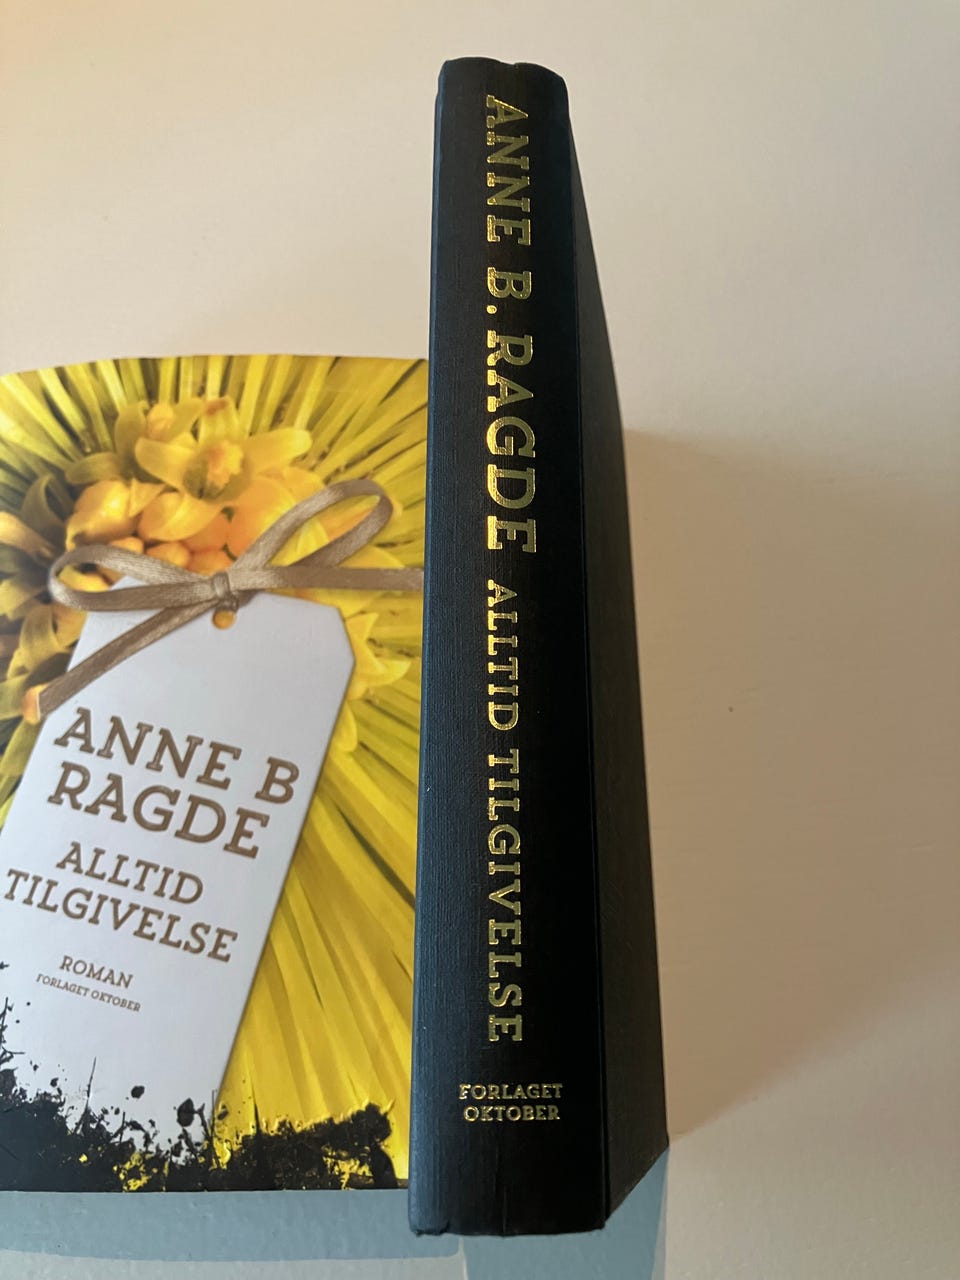 ANNE B
RAGDE
ALLTID
TILGIVELSE
ROMAN
FORLAGET OKTOBER
ANNE B. RAGDE ALLTID TILGIVELSE
FORLAGET
OKTOBER